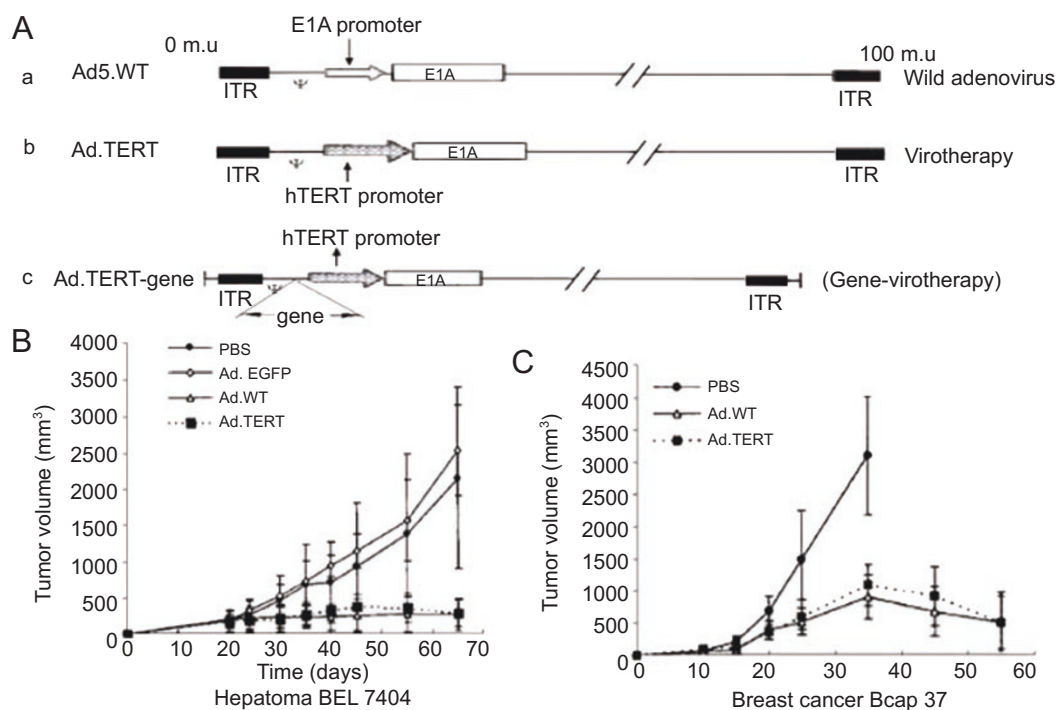 A
E1A promoter
0 m.u
100 m.u
a Ad5.WT ITR ψ E1A ITR Wild adenovirus
b Ad.TERT ITR ψ E1A ITR Virotherapy
hTERT promoter
hTERT promoter
c Ad.TERT-gene ITR ψ E1A ITR (Gene-virotherapy)
gene
B
4000
3500
3000
2500
2000
1500
1000
500
0
Tumor volume (mm³)
PBS
Ad. EGFP
Ad.WT
Ad.TERT
0 10 20 30 40 50 60 70
Time (days)
Hepatoma BEL 7404
C
4500
4000
3500
3000
2500
2000
1500
1000
500
0
Tumor volume (mm³)
PBS
Ad.WT
Ad.TERT
0 10 20 30 40 50 60
Breast cancer Bcap 37